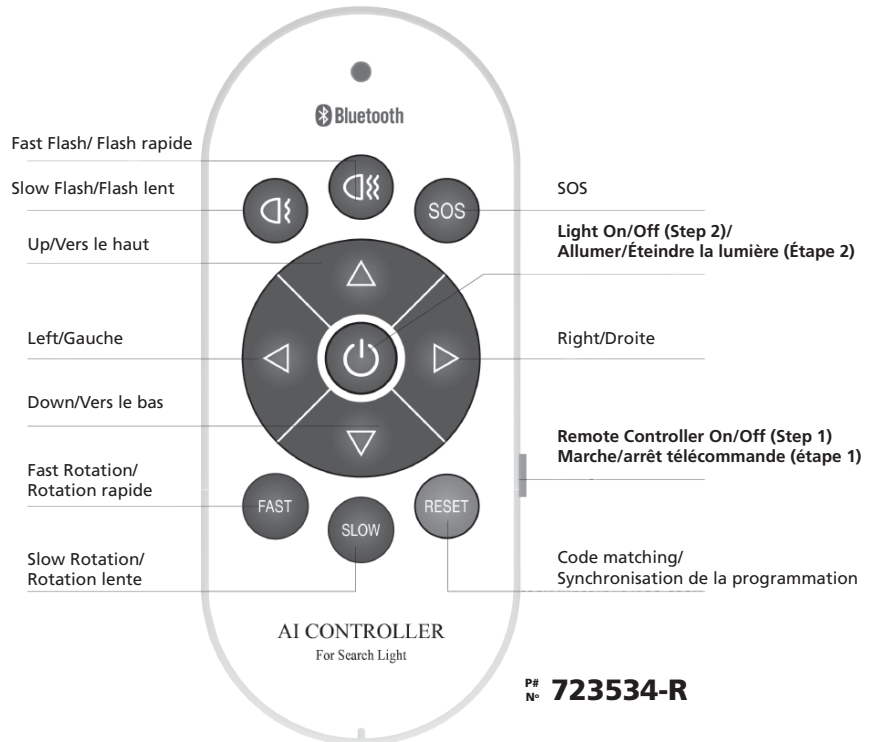 Bluetooth
Fast Flash/ Flash rapide
Slow Flash/Flash lent
SOS
SOS
Up/Vers le haut
Light On/Off (Step 2)/
Allumer/Éteindre la lumière (Étape 2)
Left/Gauche
Right/Droite
Down/Vers le bas
Remote Controller On/Off (Step 1)
Marche/arrêt télécommande (étape 1)
Fast Rotation/
Rotation rapide
FAST
SLOW
RESET
Slow Rotation/
Rotation lente
Code matching/
Synchronisation de la programmation
AI CONTROLLER
For Search Light
P# 
Nº 723534-R